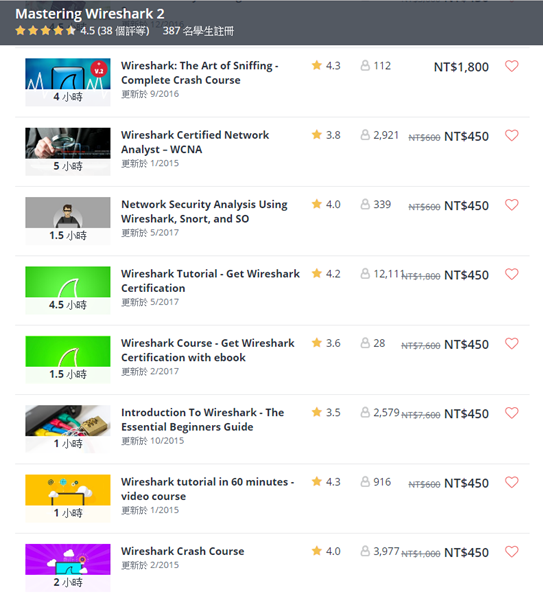 Mastering Wireshark 2
4.5 (38 個評等) 387 名學生註冊
Wireshark: The Art of Sniffing - 4.3 112 NT$1,800
Complete Crash Course
更新於 9/2016
V.2
4 小時
Wireshark Certified Network 3.8 2,921 NT$600 NT$450
Analyst – WCNA
更新於 1/2015
5 小時
Network Security Analysis Using 4.0 339 NT$600 NT$450
Wireshark, Snort, and SO
更新於 5/2017
1.5 小時
Wireshark Tutorial - Get Wireshark 4.2 12,111 NT$1,800 NT$450
Certification
更新於 5/2017
4.5 小時
Wireshark Course - Get Wireshark 3.6 28 NT$7,600 NT$450
Certification with ebook
更新於 2/2017
1.5 小時
Introduction To Wireshark - The 3.5 2,579 NT$7,600 NT$450
Essential Beginners Guide
更新於 10/2015
1 小時
Wireshark tutorial in 60 minutes - 4.3 916 NT$600 NT$450
video course
更新於 1/2015
1 小時
Wireshark Crash Course 4.0 3,977 NT$1,000 NT$450
更新於 2/2015
2 小時